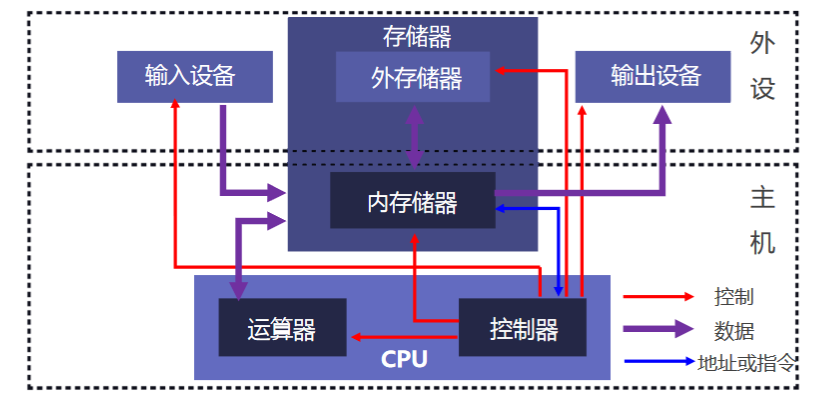 存储器
外设
输入设备
外存储器
输出设备
内存储器
主机
控制
运算器
控制器
数据
CPU
地址或指令